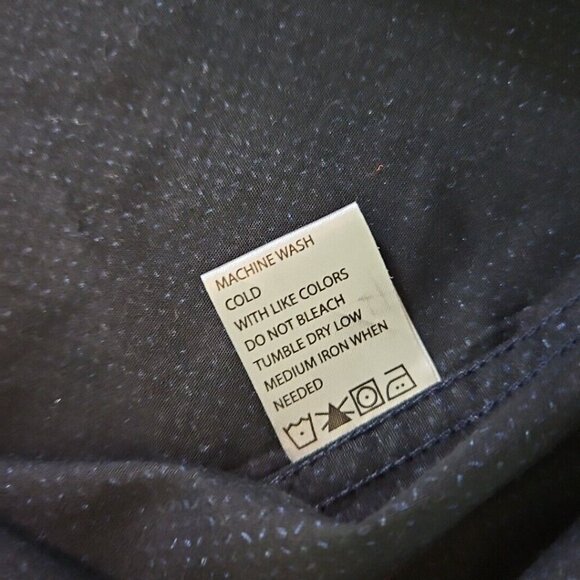 MACHINE WASH
COLD
WITH LIKE COLORS
DO NOT BLEACH
TUMBLE DRY LOW
MEDIUM IRON WHEN
NEEDED